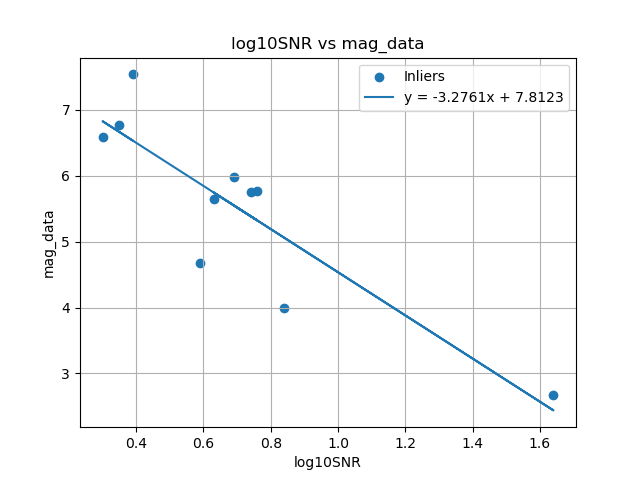 log10SNR vs mag_data
Inliers
y = -3.2761x + 7.8123
7
6
5
4
3
mag_data
0.4 0.6 0.8 1.0 1.2 1.4 1.6
log10SNR